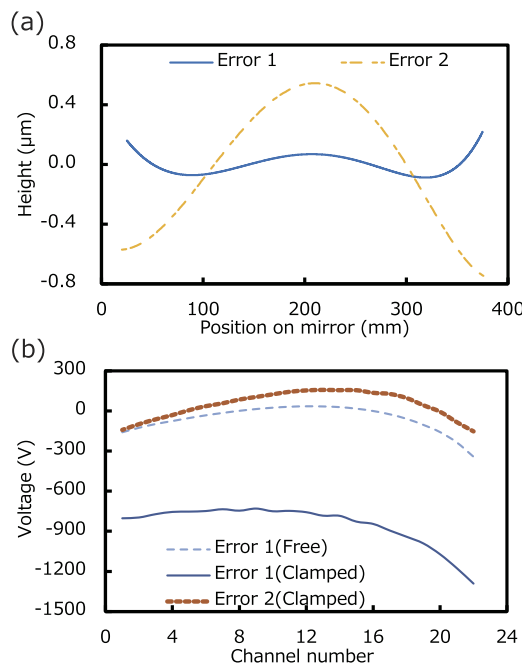 (a)
0.8
0.4
0.0
-0.4
-0.8
Height (μm)
Error 1
Error 2
0
100
200
300
400
Position on mirror (mm)
(b)
300
0
-300
-600
-900
-1200
-1500
Voltage (V)
Error 1(Free)
Error 1(Clamped)
Error 2(Clamped)
0
4
8
12
16
20
24
Channel number